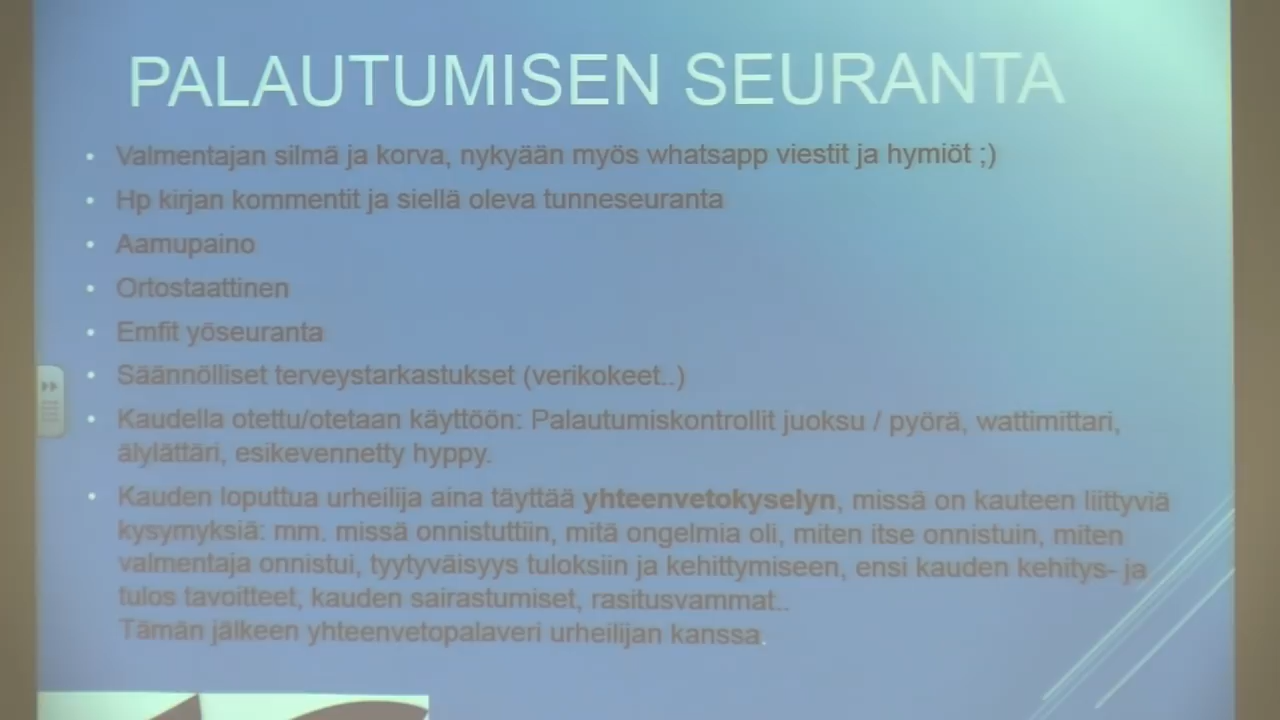 PALAUTUMISEN SEURANTA
• Valmentajan silmä ja korva, nykyään myös whatsapp viestit ja hymiöt ;)
• Hp kirjan kommentit ja siellä oleva tunneseuranta
• Aamupaino
• Ortostaattinen
• Emfit yöseuranta
• Säännölliset terveystarkastukset (verikokeet..)
• Kaudella otettu/otetaan käyttöön: Palautumiskontrollit juoksu / pyörä, wattimittari,
älylättäri, esikevennetty hyppy.
• Kauden loputtua urheilija aina täyttää yhteenvetokyselyn, missä on kauteen liittyviä
kysymyksiä: mm. missä onnistuttiin, mitä ongelmia oli, miten itse onnistuin, miten
valmentaja onnistui, tyytyväisyys tuloksiin ja kehittymiseen, ensi kauden kehitys- ja
tulos tavoitteet, kauden sairastumiset, rasitusvammat..
Tämän jälkeen yhteenvetopalaveri urheilijan kanssa.